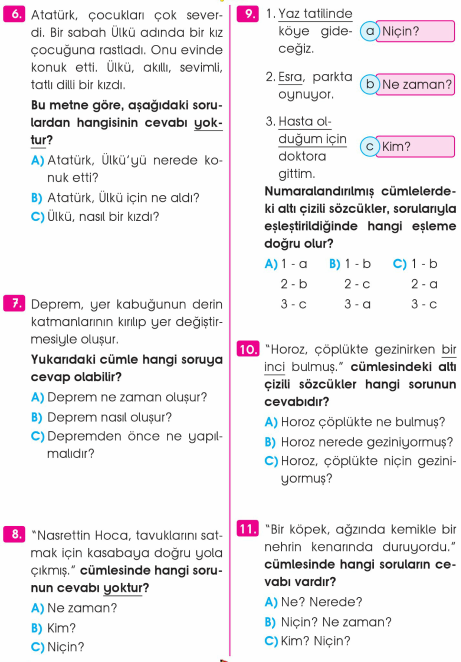 6. Atatürk, çocukları çok sever-
di. Bir sabah Ülkü adında bir kız
çocuğuna rastladı. Onu evinde
konuk etti. Ülkü, akıllı, sevimli,
tatlı dilli bir kızdı.
Bu metne göre, aşağıdaki soru-
lardan hangisinin cevabı yok-
tur?
A) Atatürk, Ülkü'yü nerede ko-
nuk etti?
B) Atatürk, Ülkü için ne aldı?
C) Ülkü, nasıl bir kızdı?
7. Deprem, yer kabuğunun derin
katmanlarının kırılıp yer değiştir-
mesiyle oluşur.
Yukarıdaki cümle hangi soruya
cevap olabilir?
A) Deprem ne zaman oluşur?
B) Deprem nasıl oluşur?
C) Depremden önce ne yapıl-
malıdır?
8. "Nasrettin Hoca, tavuklarını sat-
mak için kasabaya doğru yola
çıkmış." cümlesinde hangi soru-
nun cevabı yoktur?
A) Ne zaman?
B) Kim?
C) Niçin?
9. 1. Yaz tatilinde
köye gide-
ceğiz.
a Niçin?
2. Esra, parkta
oynuyor.
b Ne zaman?
3. Hasta ol-
duğum için
doktora
gittim.
c Kim?
Numaralandırılmış cümlelerde-
ki altı çizili sözcükler, sorularıyla
eşleştirildiğinde hangi eşleme
doğru olur?
A) 1 - a B) 1 - b C) 1 - b
2 - b 2 - c 2 - a
3 - c 3 - a 3 - c
10. "Horoz, çöplükte gezinirken bir
inci bulmuş." cümlesindeki altı
çizili sözcükler hangi sorunun
cevabıdır?
A) Horoz çöplükte ne bulmuş?
B) Horoz nerede geziniyormuş?
C) Horoz, çöplükte niçin gezini-
yormuş?
11. "Bir köpek, ağzında kemikle bir
nehrin kenarında duruyordu."
cümlesinde hangi soruların ce-
vabı vardır?
A) Ne? Nerede?
B) Niçin? Ne zaman?
C) Kim? Niçin?